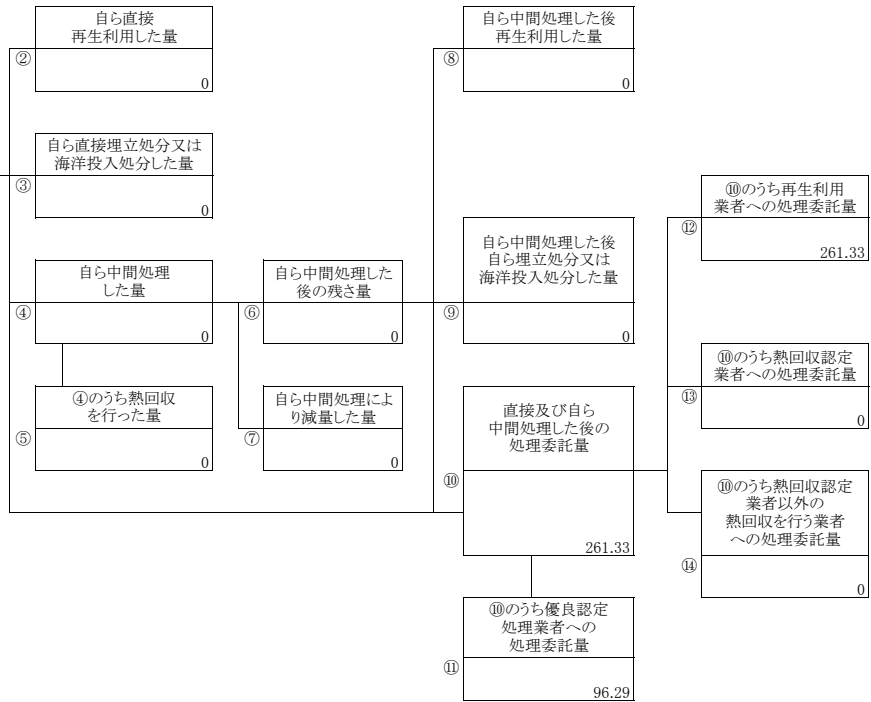 自ら直接
再生利用した量
②
0
自ら中間処理した後
再生利用した量
⑧
0
自ら直接埋立処分又は
海洋投入処分した量
③
0
⑩のうち再生利用
業者への処理委託量
⑫
261.33
自ら中間処理した後
自ら埋立処分又は
海洋投入処分した量
⑨
0
自ら中間処理
した量
④
0
自ら中間処理した
後の残さ量
⑥
0
⑩のうち熱回収認定
業者への処理委託量
⑬
0
④のうち熱回収
を行った量
⑤
0
自ら中間処理によ
り減量した量
⑦
0
直接及び自ら
中間処理した後の
処理委託量
⑩
261.33
⑩のうち熱回収認定
業者以外の
熱回収を行う業者
への処理委託量
⑭
0
⑩のうち優良認定
処理業者への
処理委託量
⑪
96.29